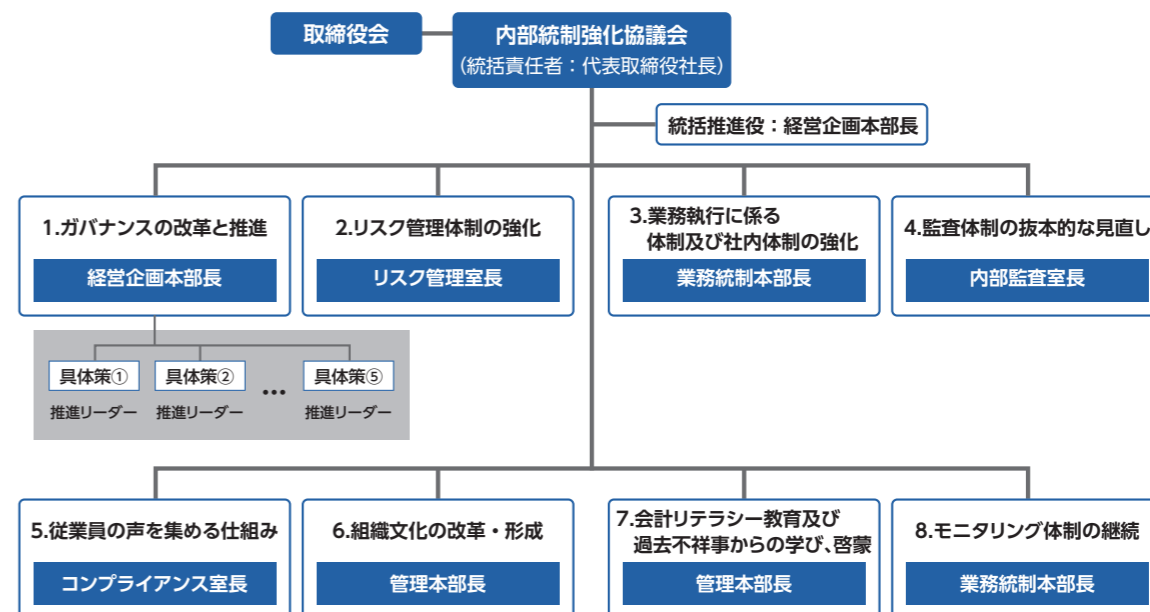 取締役会
内部統制強化協議会
(統括責任者：代表取締役社長)
統括推進役：経営企画本部長
1.ガバナンスの改革と推進
経営企画本部長
2.リスク管理体制の強化
リスク管理室長
3.業務執行に係る
体制及び社内体制の強化
業務統制本部長
4.監査体制の抜本的な見直し
内部監査室長
具体策①
具体策②
…
具体策⑤
推進リーダー
推進リーダー
推進リーダー
5.従業員の声を集める仕組み
コンプライアンス室長
6.組織文化の改革・形成
管理本部長
7.会計リテラシー教育及び
過去不祥事からの学び、啓蒙
管理本部長
8.モニタリング体制の継続
業務統制本部長